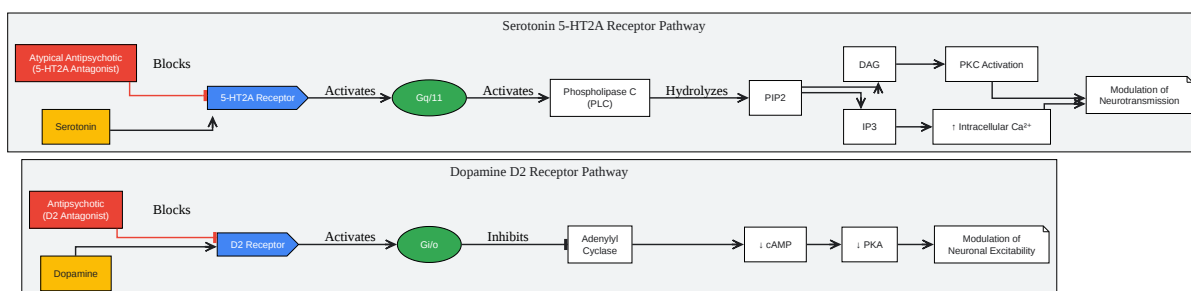 Serotonin 5-HT2A Receptor Pathway
Atypical Antipsychotic
(5-HT2A Antagonist)
Blocks
Serotonin
5-HT2A Receptor
Activates
Gq/11
Activates
Phospholipase C
(PLC)
Hydrolyzes
PIP2
DAG
IP3
PKC Activation
↑ Intracellular Ca²⁺
Modulation of
Neurotransmission
Dopamine D2 Receptor Pathway
Antipsychotic
(D2 Antagonist)
Blocks
Dopamine
D2 Receptor
Activates
Gi/o
Inhibits
Adenylyl
Cyclase
↓ cAMP
↓ PKA
Modulation of
Neuronal Excitability